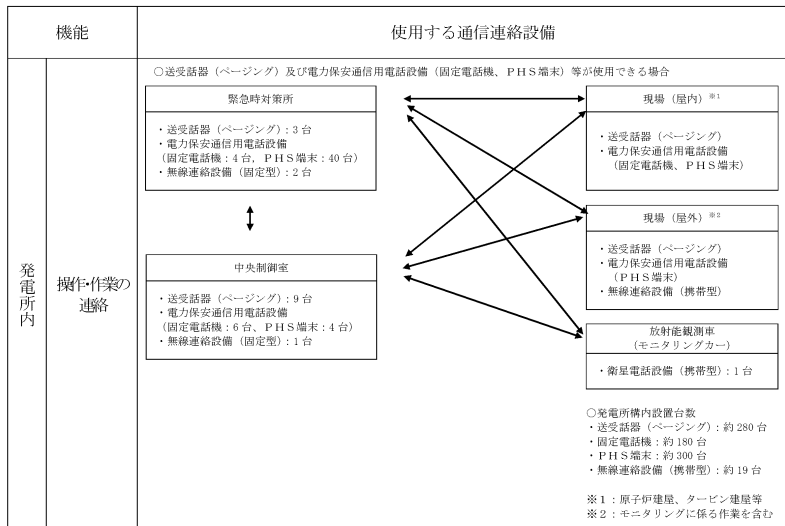 機能
使用する通信連絡設備
発電所内
操作・作業の
連絡
○送受話器（ページング）及び電力保安通信用電話設備（固定電話機、ＰＨＳ端末）等が使用できる場合
緊急時対策所
・送受話器（ページング）：3 台
・電力保安通信用電話設備
（固定電話機：4 台，ＰＨＳ端末：40 台）
・無線連絡設備（固定型）：2 台
中央制御室
・送受話器（ページング）：9 台
・電力保安通信用電話設備
（固定電話機：6 台、ＰＨＳ端末：4 台）
・無線連絡設備（固定型）：1 台
現場（屋内）※1
・送受話器（ページング）
・電力保安通信用電話設備
（固定電話機、ＰＨＳ端末）
現場（屋外）※2
・送受話器（ページング）
・電力保安通信用電話設備
（ＰＨＳ端末）
・無線連絡設備（携帯型）
放射能観測車
（モニタリングカー）
・衛星電話設備（携帯型）：1 台
○発電所構内設置台数
・送受話器（ページング）：約 280 台
・固定電話機：約 180 台
・ＰＨＳ端末：約 300 台
・無線連絡設備（携帯型）：約 19 台
※1：原子炉建屋、タービン建屋等
※2：モニタリングに係る作業を含む